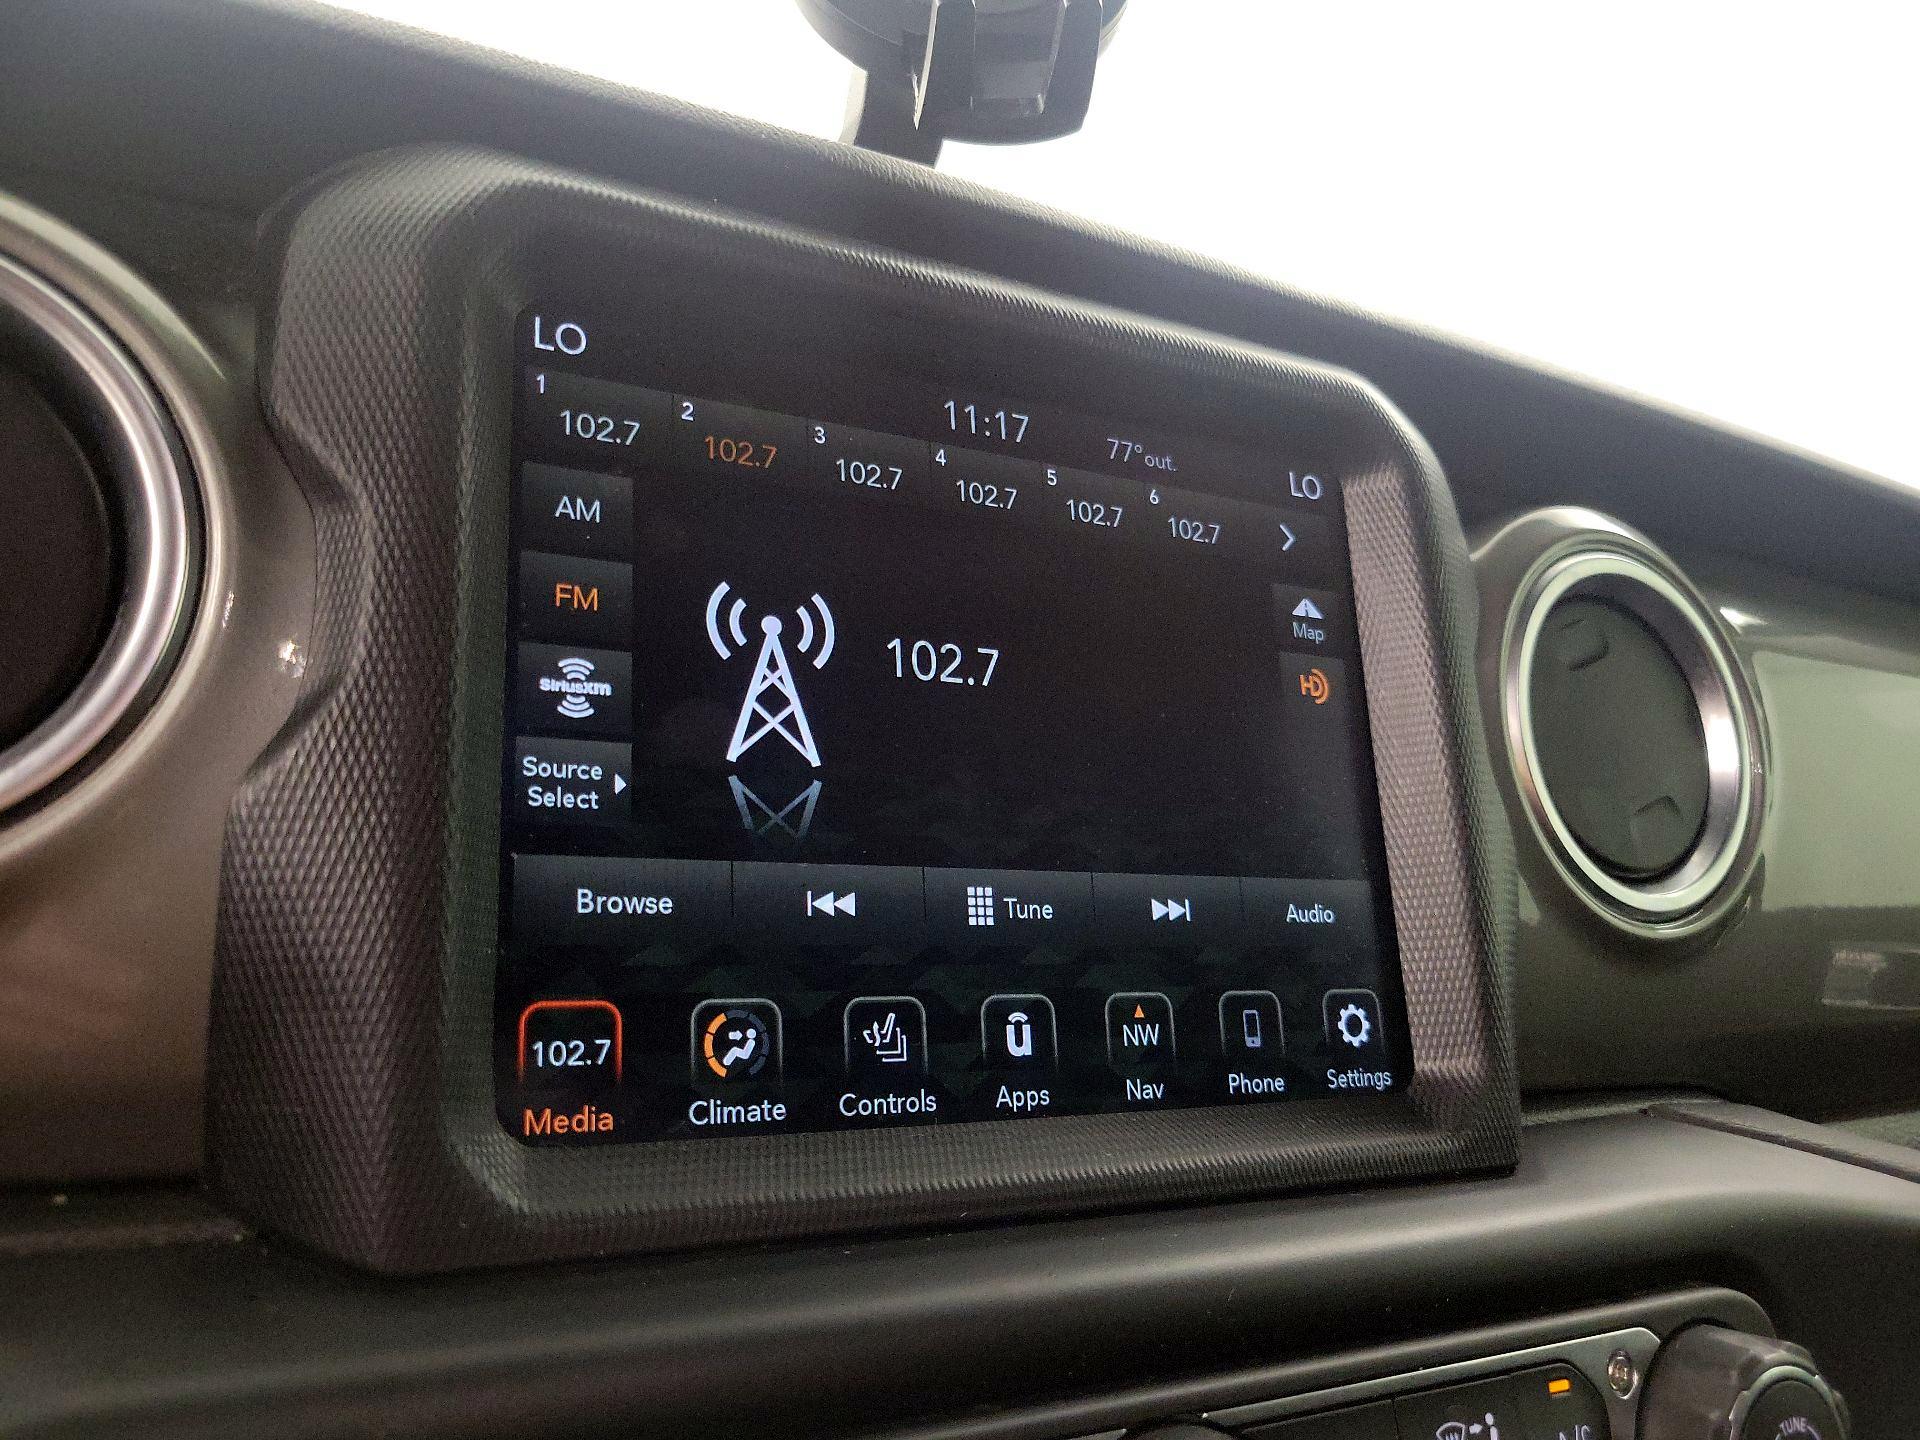 LO
11:17
77°out.
LO
1 102.7
2 102.7
3 102.7
4 102.7
5 102.7
6 102.7
AM
FM
SiriusXM
Source
Select
102.7
Map
HD
Browse
Tune
Audio
102.7
NW
Media
Climate
Controls
Apps
Nav
Phone
Settings
A/C
TUNE